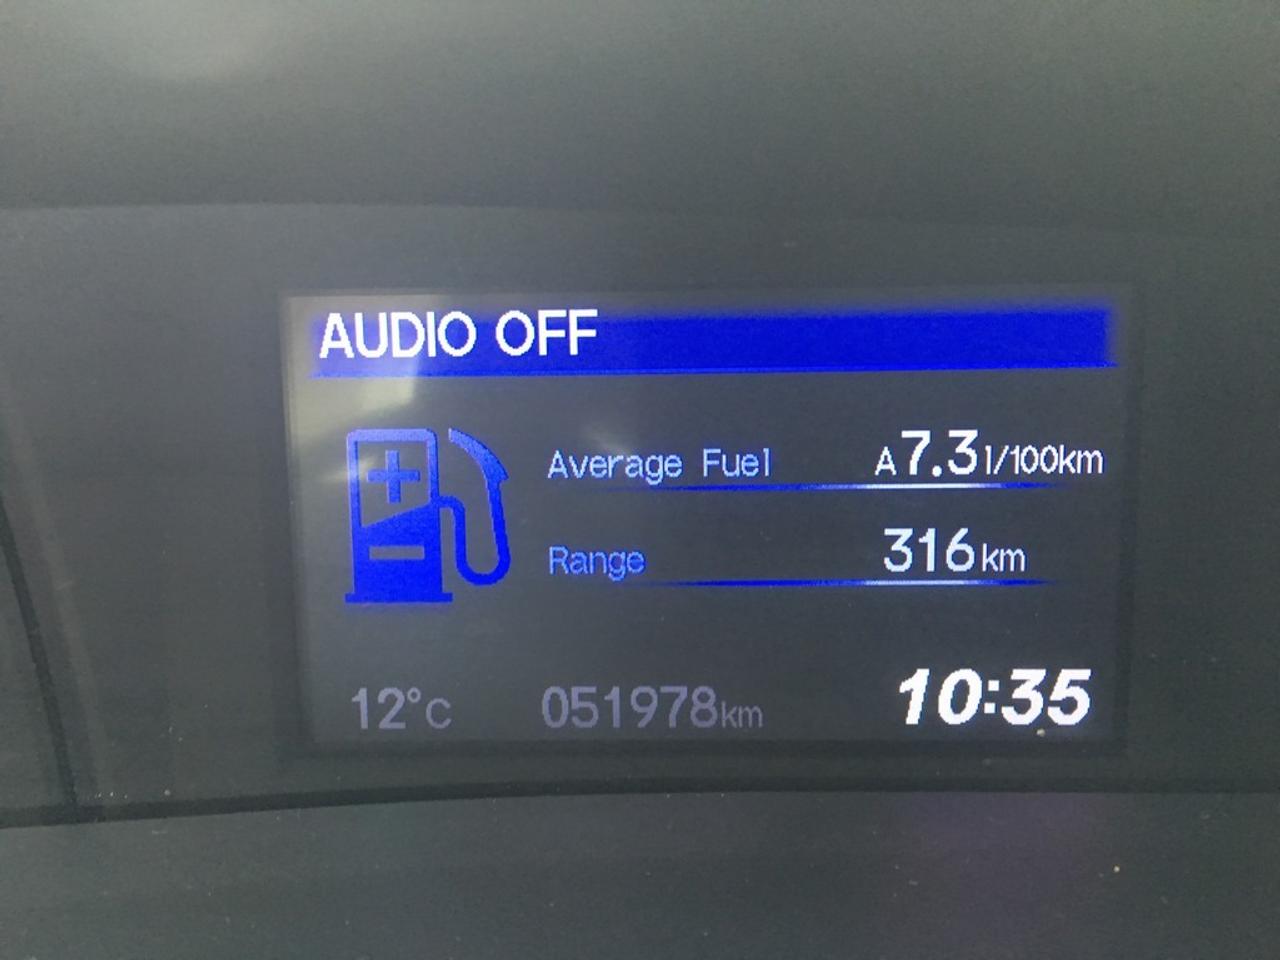 AUDIO OFF
Average Fuel A7.3l/100km
Range 316km
12°C 051978km 10:35